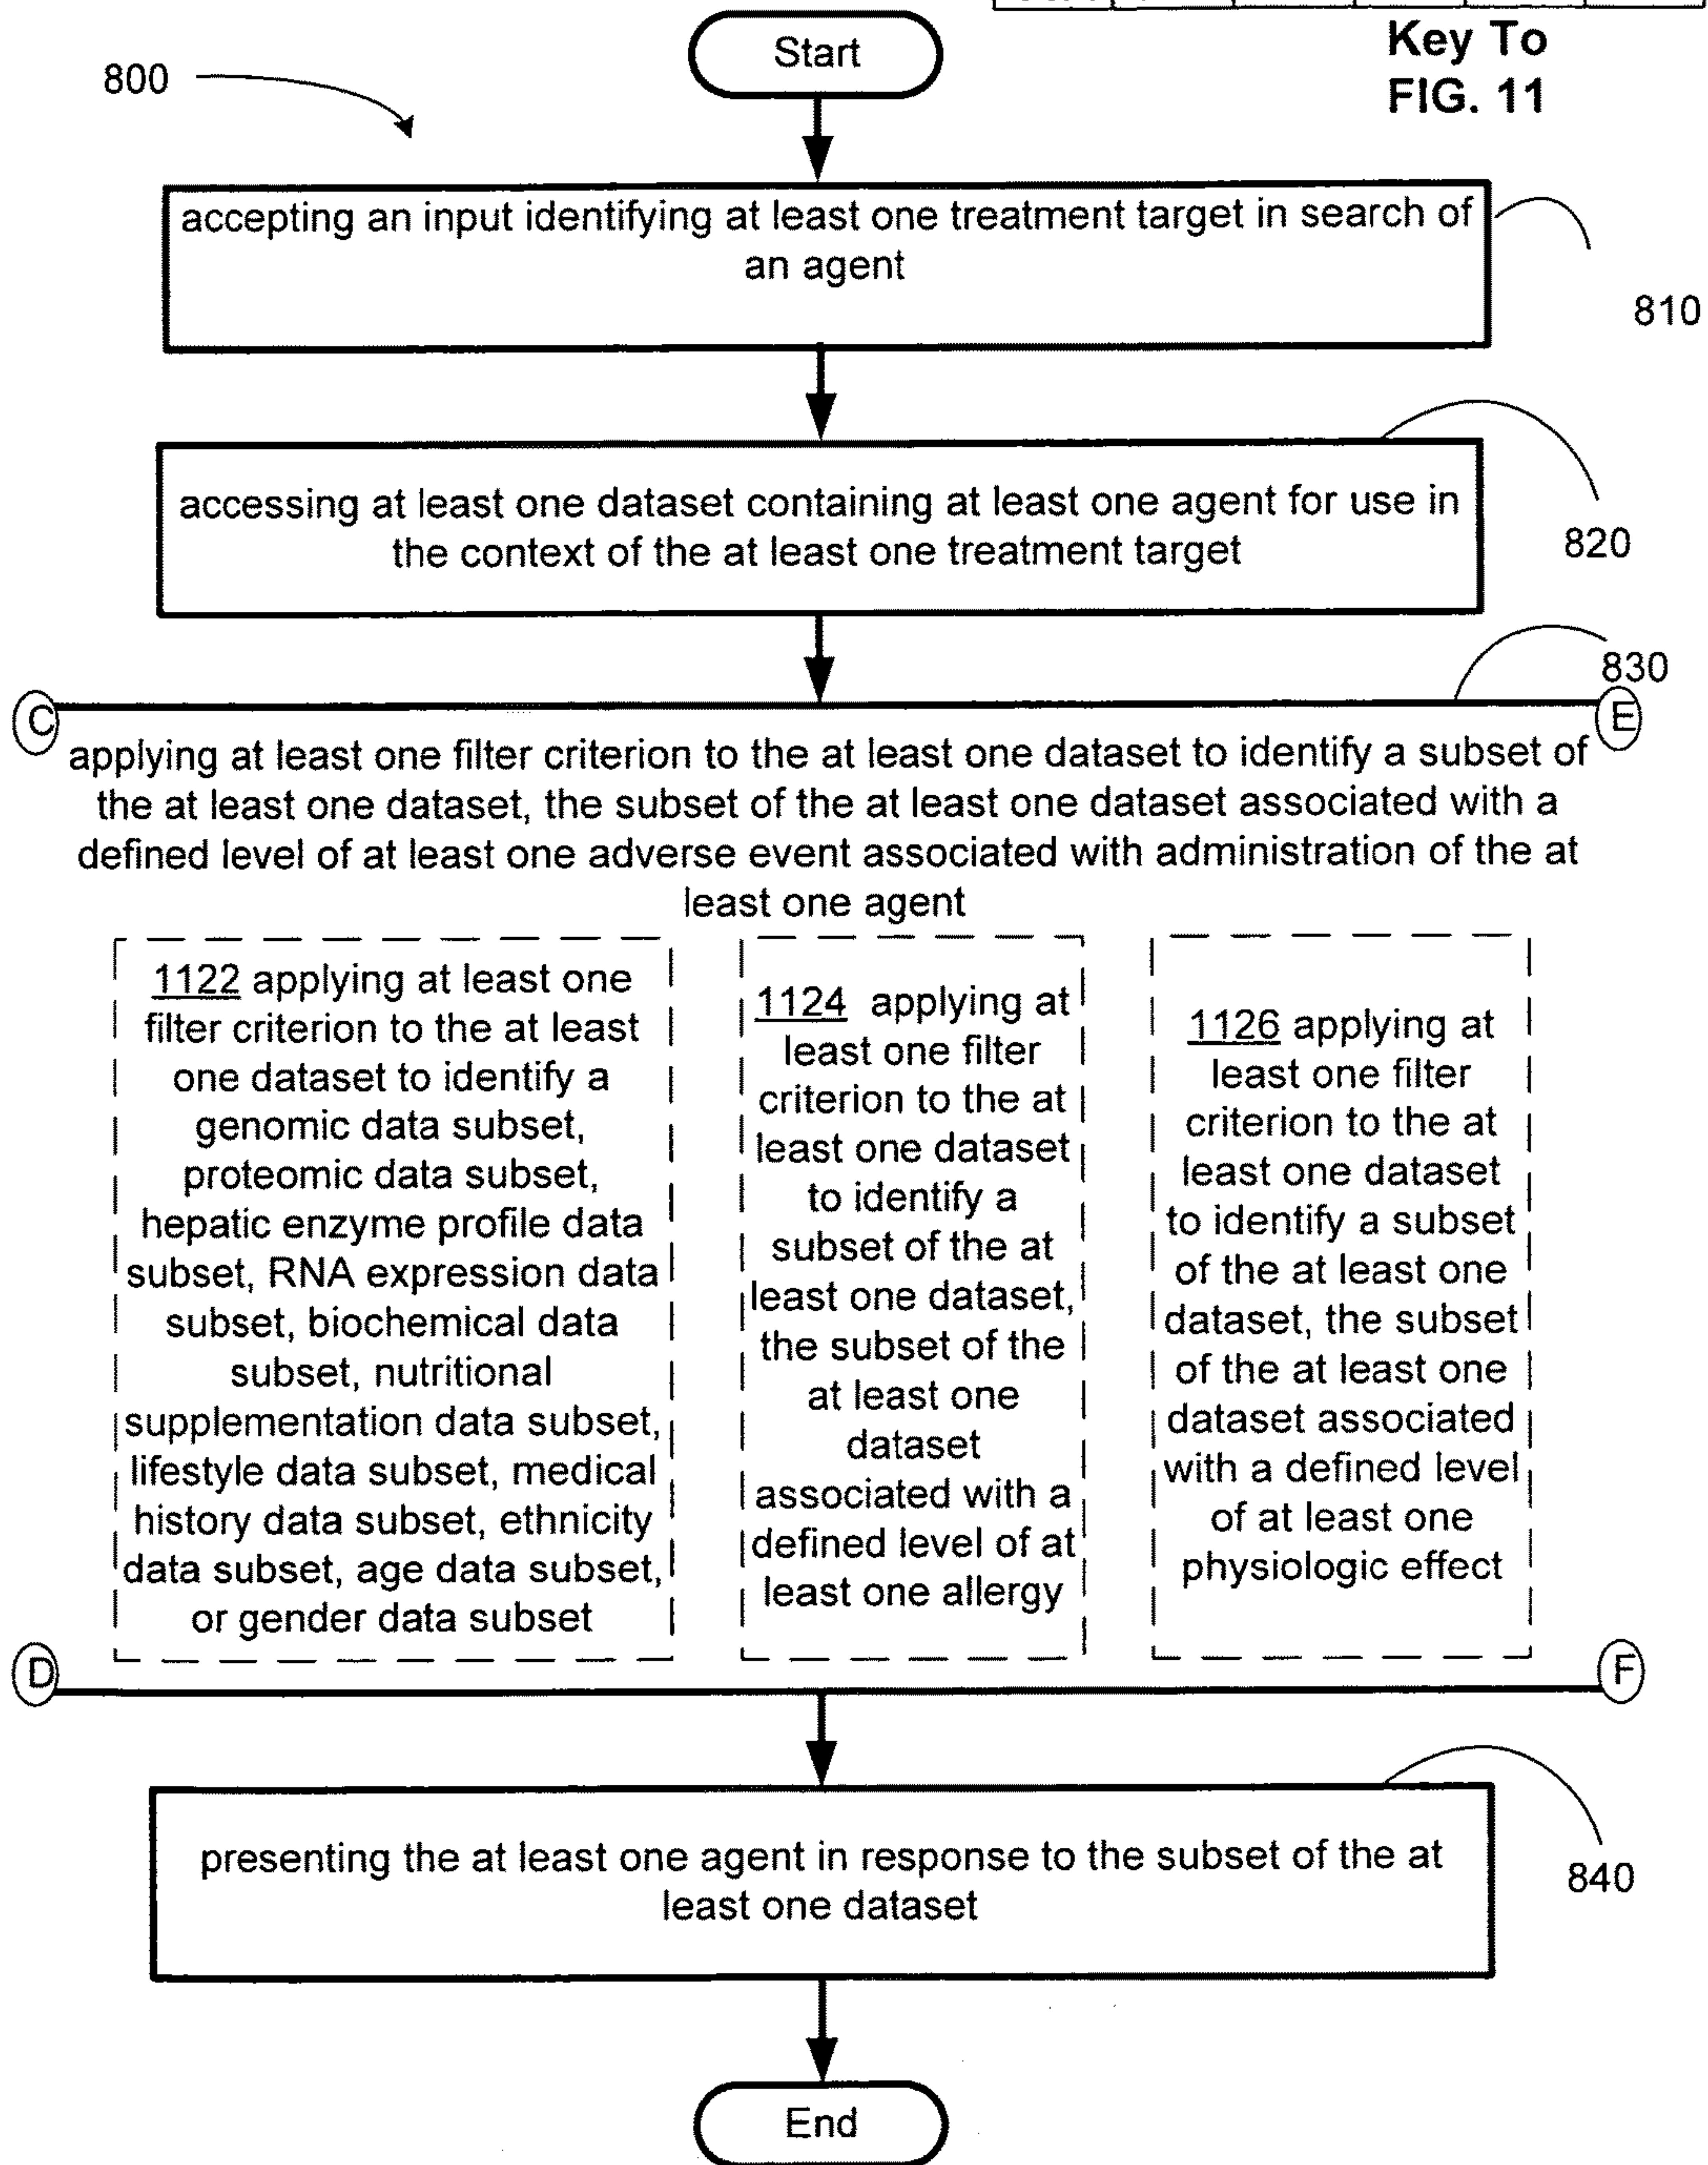 Key To
FIG. 11
Start
800
accepting an input identifying at least one treatment target in search of
an agent
810
accessing at least one dataset containing at least one agent for use in
the context of the at least one treatment target
820
830
C
E
applying at least one filter criterion to the at least one dataset to identify a subset of
the at least one dataset, the subset of the at least one dataset associated with a
defined level of at least one adverse event associated with administration of the at
least one agent
1122 applying at least one
filter criterion to the at least
one dataset to identify a
genomic data subset,
proteomic data subset,
hepatic enzyme profile data
subset, RNA expression data
subset, biochemical data
subset, nutritional
supplementation data subset,
lifestyle data subset, medical
history data subset, ethnicity
data subset, age data subset,
or gender data subset
1124 applying at
least one filter
criterion to the at
least one dataset
to identify a
subset of the at
least one dataset,
the subset of the
at least one
dataset
associated with a
defined level of at
least one allergy
1126 applying at
least one filter
criterion to the at
least one dataset
to identify a subset
of the at least one
dataset, the subset
of the at least one
dataset associated
with a defined level
of at least one
physiologic effect
D
F
presenting the at least one agent in response to the subset of the at
least one dataset
840
End